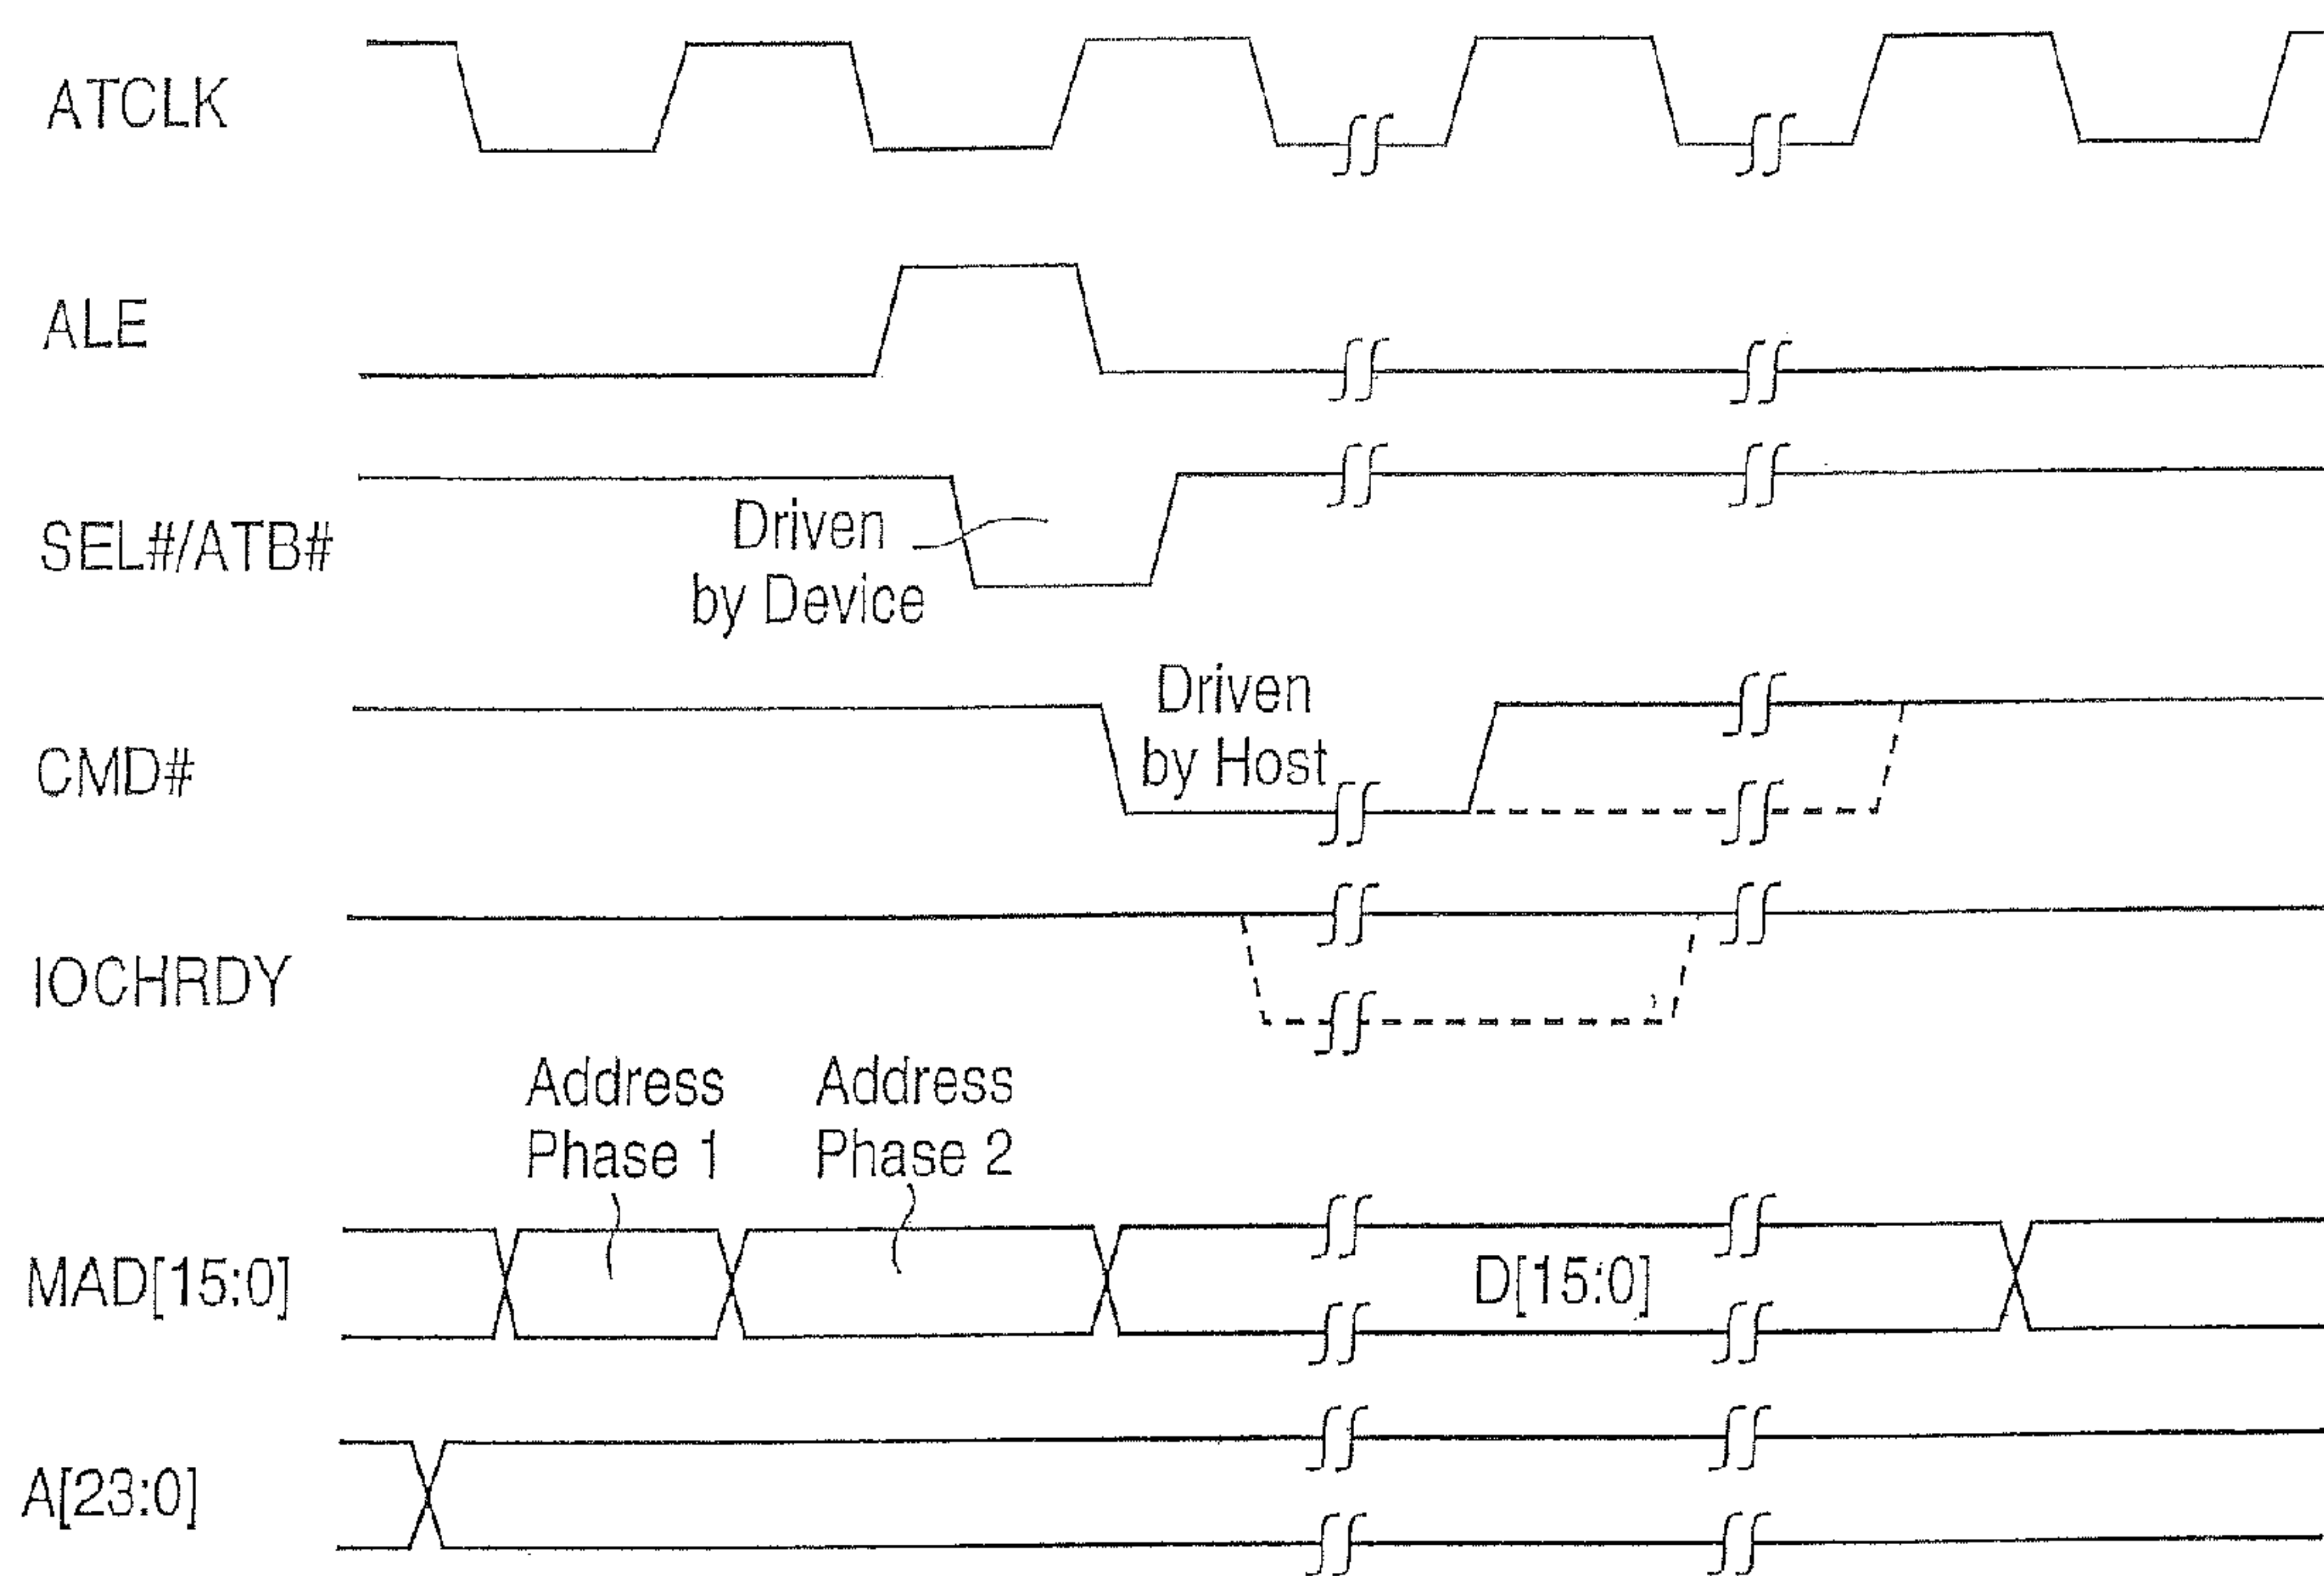 ATCLK
ALE
SEL#/ATB#
Driven
by Device
CMD#
Driven
by Host
IOCHRDY
Address
Phase 1
Address
Phase 2
MAD[15:0]
D[15:0]
A[23:0]